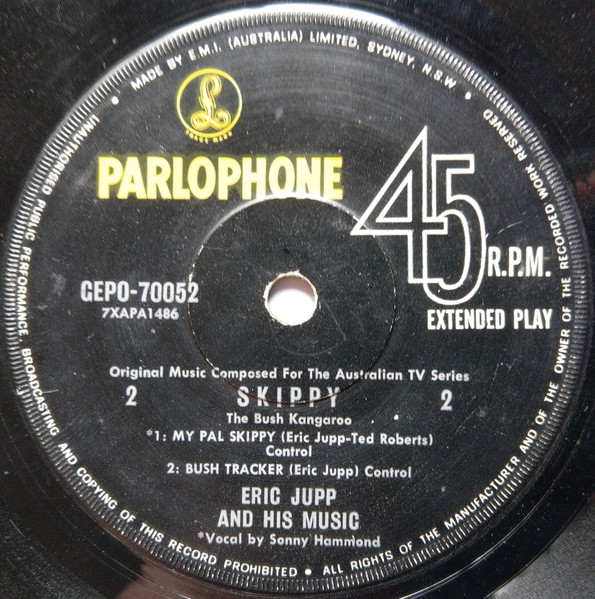 MADE BY E.M.I. (AUSTRALIA) LIMITED, SYDNEY, N.S.W.
UNAUTHORISED PUBLIC PERFORMANCE, BROADCASTING AND COPYING OF THIS RECORD PROHIBITED • ALL RIGHTS OF THE MANUFACTURER AND OF THE OWNER OF THE RECORDED WORK RESERVED
£
TRADE MARK
PARLOPHONE
45
R.P.M.
EXTENDED PLAY
GEPO-70052
7XAPA1486
Original Music Composed For The Australian TV Series
2 SKIPPY 2
The Bush Kangaroo
*1: MY PAL SKIPPY (Eric Jupp-Ted Roberts)
Control
2: BUSH TRACKER (Eric Jupp) Control
ERIC JUPP
AND HIS MUSIC
*Vocal by Sonny Hammond